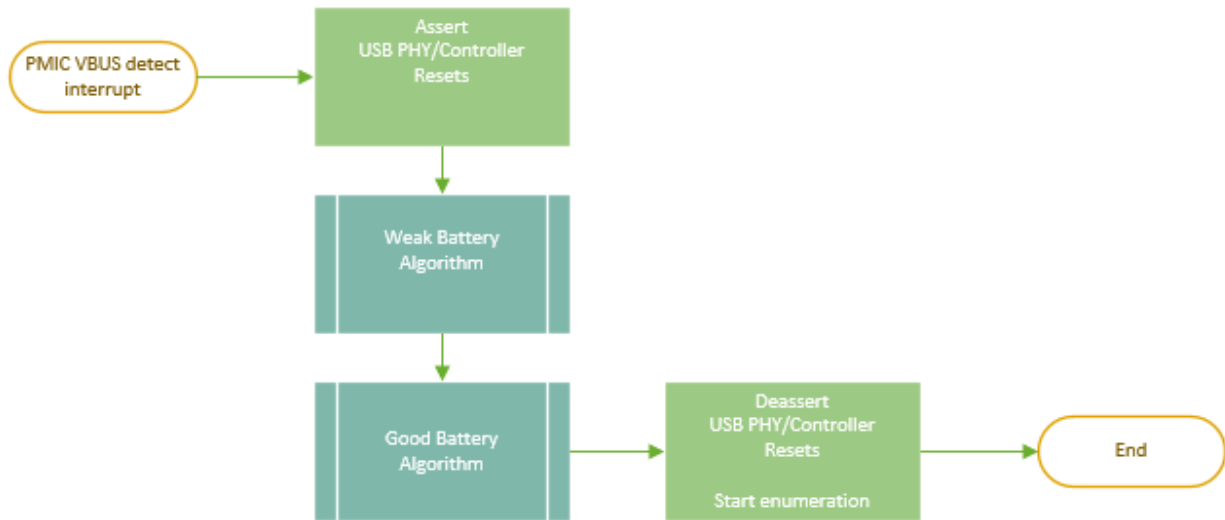 PMIC VBUS detect
interrupt
Assert
USB PHY/Controller
Resets
Weak Battery
Algorithm
Good Battery
Algorithm
Deassert
USB PHY/Controller
Resets
Start enumeration
End